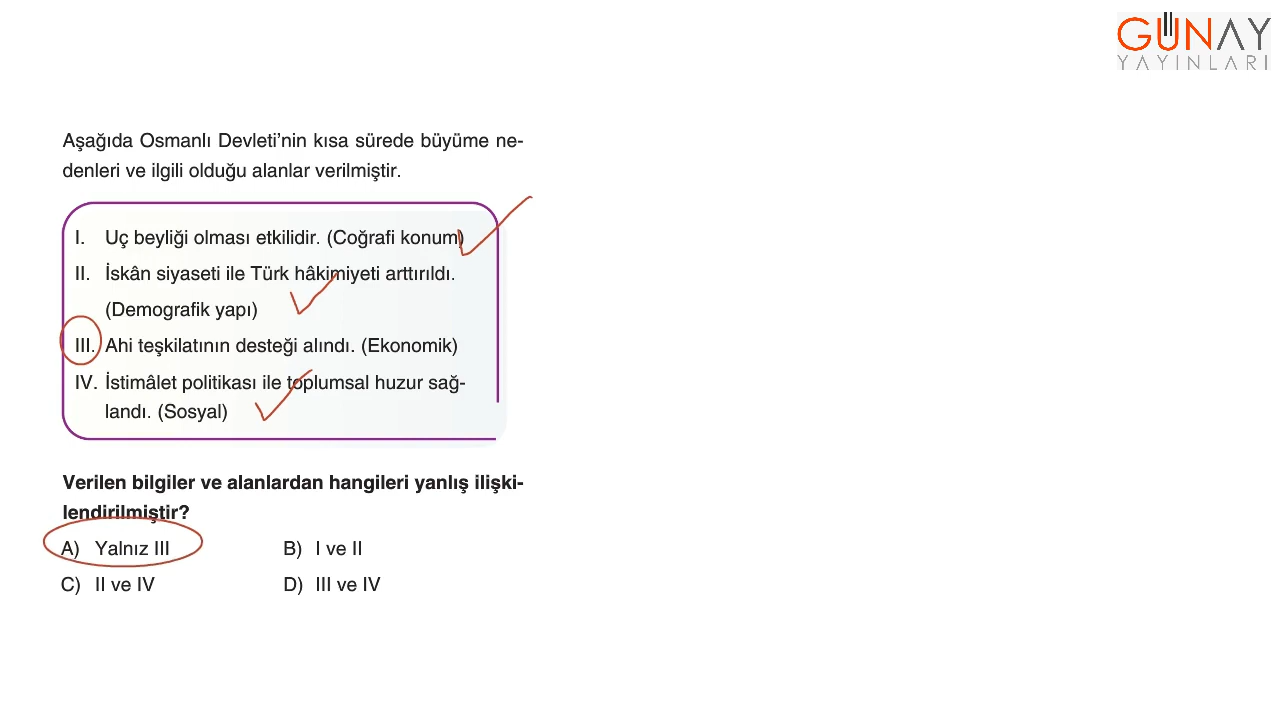 GÜNAY
YAYINLARI
Aşağıda Osmanlı Devleti’nin kısa sürede büyüme ne-
denleri ve ilgili olduğu alanlar verilmiştir.
I. Uç beyliği olması etkilidir. (Coğrafi konum)
II. İskân siyaseti ile Türk hâkimiyeti arttırıldı.
(Demografik yapı)
III. Ahi teşkilatının desteği alındı. (Ekonomik)
IV. İstimâlet politikası ile toplumsal huzur sağ-
landı. (Sosyal)
Verilen bilgiler ve alanlardan hangileri yanlış ilişki-
lendirilmiştir?
A) Yalnız III B) I ve II
C) II ve IV D) III ve IV